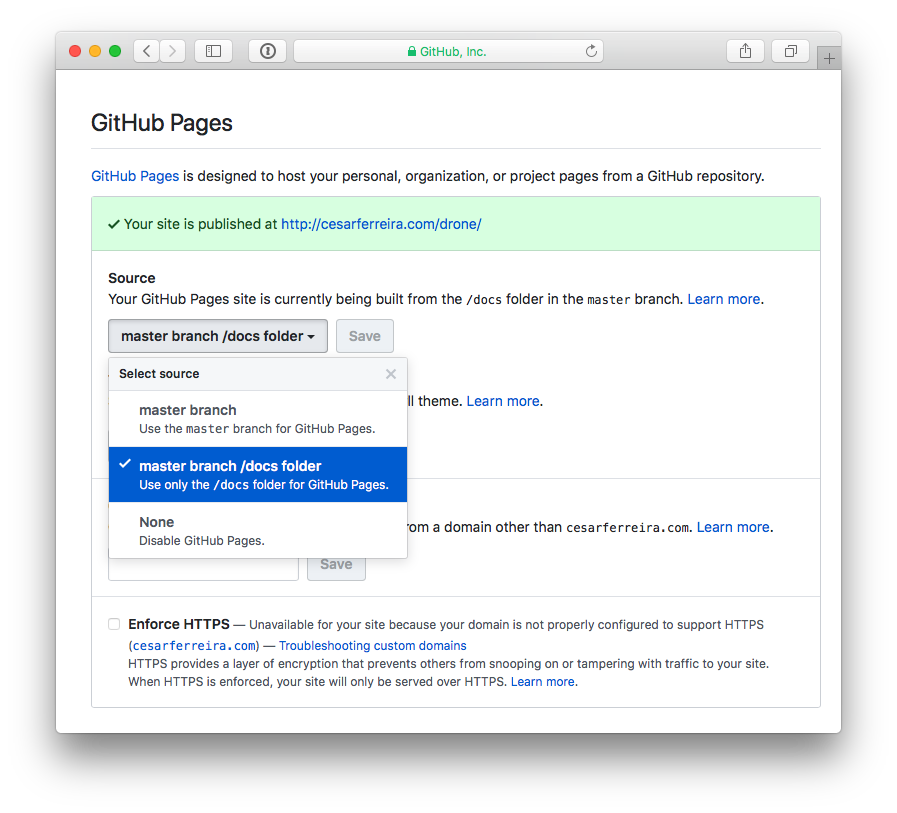 GitHub, Inc.
GitHub Pages
GitHub Pages is designed to host your personal, organization, or project pages from a GitHub repository.
Your site is published at http://cesarferreira.com/drone/
Source
Your GitHub Pages site is currently being built from the /docs folder in the master branch. Learn more.
master branch /docs folder
Save
Select source
theme. Learn more.
master branch
Use the master branch for GitHub Pages.
master branch /docs folder
Use only the /docs folder for GitHub Pages.
None
a domain other than cesarferreira.com. Learn more.
Disable GitHub Pages.
Save
Enforce HTTPS — Unavailable for your site because your domain is not properly configured to support HTTPS
(cesarferreira.com) — Troubleshooting custom domains
HTTPS provides a layer of encryption that prevents others from snooping on or tampering with traffic to your site.
When HTTPS is enforced, your site will only be served over HTTPS. Learn more.